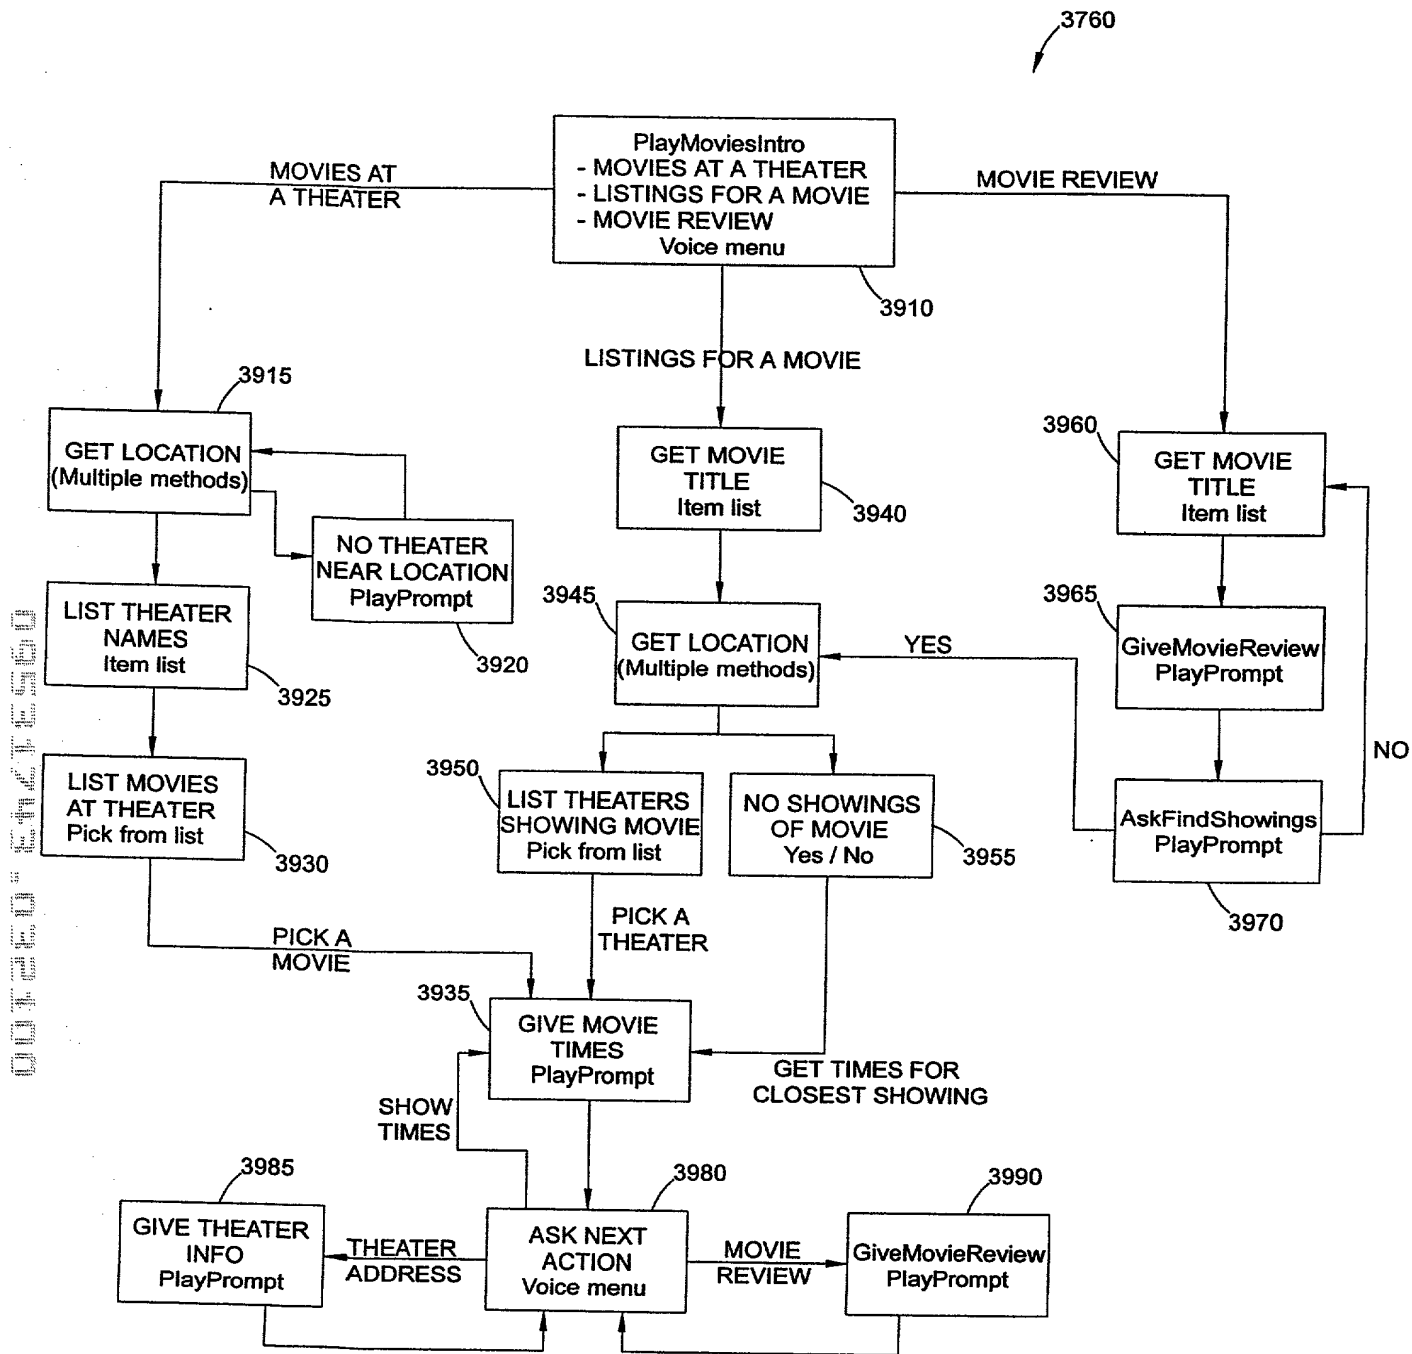 3760
PlayMoviesIntro
- MOVIES AT A THEATER
- LISTINGS FOR A MOVIE
- MOVIE REVIEW
Voice menu
3910
MOVIES AT
A THEATER
MOVIE REVIEW
LISTINGS FOR A MOVIE
3915
GET LOCATION
(Multiple methods)
NO THEATER
NEAR LOCATION
PlayPrompt
3920
LIST THEATER
NAMES
Item list
3925
LIST MOVIES
AT THEATER
Pick from list
3930
PICK A
MOVIE
GET MOVIE
TITLE
Item list
3940
3945
GET LOCATION
(Multiple methods)
YES
3950
LIST THEATERS
SHOWING MOVIE
Pick from list
NO SHOWINGS
OF MOVIE
Yes / No
3955
PICK A
THEATER
3960
GET MOVIE
TITLE
Item list
3965
GiveMovieReview
PlayPrompt
NO
AskFindShowings
PlayPrompt
3970
3935
GIVE MOVIE
TIMES
PlayPrompt
GET TIMES FOR
CLOSEST SHOWING
SHOW
TIMES
3985
GIVE THEATER
INFO
PlayPrompt
THEATER
ADDRESS
3980
ASK NEXT
ACTION
Voice menu
MOVIE
REVIEW
3990
GiveMovieReview
PlayPrompt